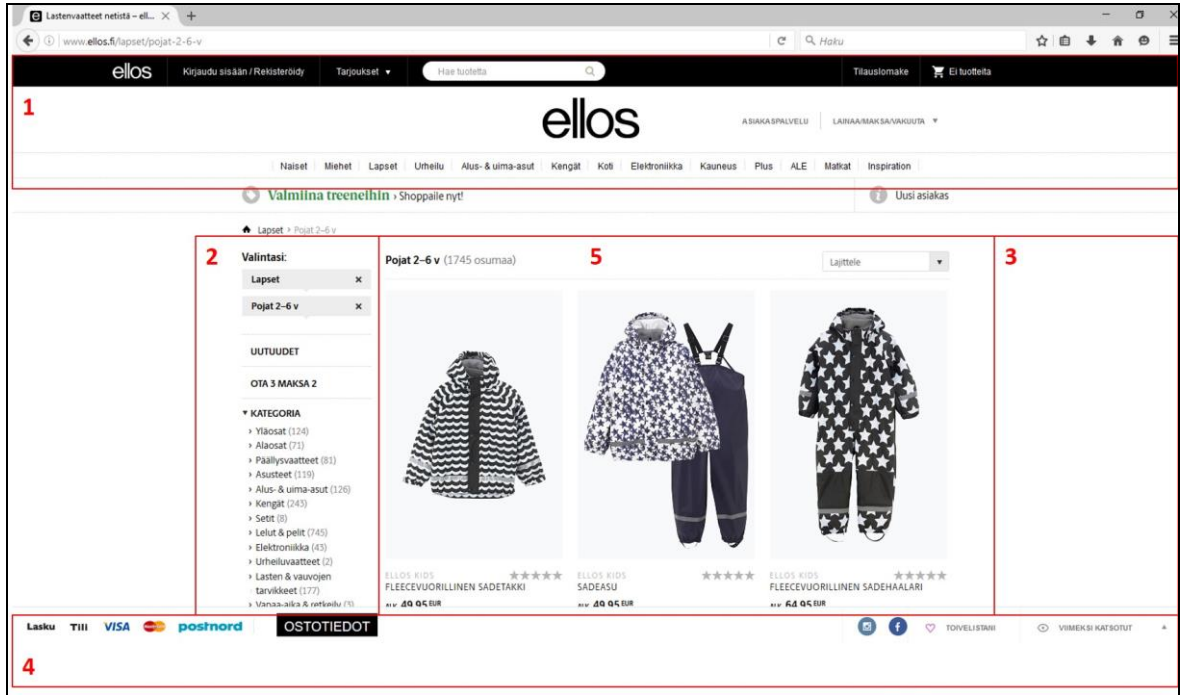 Lastenvaatteet netistä – ell...
www.ellos.fi/lapset/pojat-2-6-v
Haku
ellos Kirjaudu sisään / Rekisteröidy Tarjoukset Hae tuotetta Tilauslomake Ei tuotteita
1
ellos
ASIAKASPALVELU LAINAA/MAKSA/VAKUUTA
Naiset Miehet Lapset Urheilu Alus- & uima-asut Kengät Koti Elektroniikka Kauneus Plus ALE Matkat Inspiration
Valmiina treeneihin › Shoppaile nyt! Uusi asiakas
Lapset › Pojat 2–6 v
2
Valintasi:
Lapset
Pojat 2–6 v
UUTUUDET
OTA 3 MAKSA 2
KATEGORIA
› Yläosat (124)
› Alaosat (71)
› Päällysvaatteet (81)
› Asusteet (119)
› Alus- & uima-asut (126)
› Kengät (243)
› Setit (8)
› Lelut & pelit (745)
› Elektroniikka (43)
› Urheiluvaatteet (2)
› Lasten & vauvojen
tarvikkeet (177)
› Vapaa-aika & retkeily (3)
Pojat 2–6 v (1745 osumaa) 5
Lajittele
3
ELLOS KIDS
FLEECEVUORILLINEN SADETAKKI
49,95 EUR
ELLOS KIDS
SADEASU
49,95 EUR
ELLOS KIDS
FLEECEVUORILLINEN SADEHAALARI
64,95 EUR
Lasku Tili VISA postnord OSTOTIEDOT TOIVELISTANI VIIMEKSI KATSOTUT
4